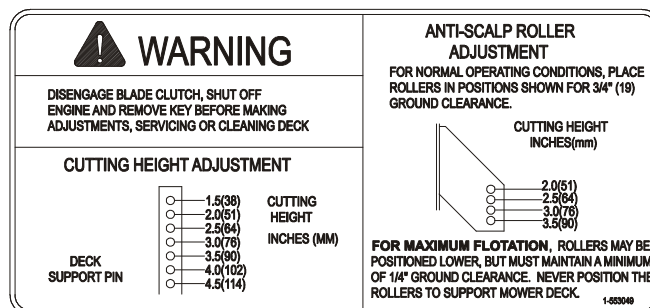 WARNING
DISENGAGE BLADE CLUTCH, SHUT OFF
ENGINE AND REMOVE KEY BEFORE MAKING
ADJUSTMENTS, SERVICING OR CLEANING DECK
CUTTING HEIGHT ADJUSTMENT
1.5(38)
2.0(51)
2.5(64)
3.0(76)
3.5(90)
4.0(102)
4.5(114)
CUTTING
HEIGHT
INCHES (MM)
DECK
SUPPORT PIN
ANTI-SCALP ROLLER
ADJUSTMENT
FOR NORMAL OPERATING CONDITIONS, PLACE
ROLLERS IN POSITIONS SHOWN FOR 3/4" (19)
GROUND CLEARANCE.
CUTTING HEIGHT
INCHES(mm)
2.0(51)
2.5(64)
3.0(76)
3.5(90)
FOR MAXIMUM FLOTATION, ROLLERS MAY BE
POSITIONED LOWER, BUT MUST MAINTAIN A MINIMUM
OF 1/4" GROUND CLEARANCE. NEVER POSITION THE
ROLLERS TO SUPPORT MOWER DECK.
1-553049